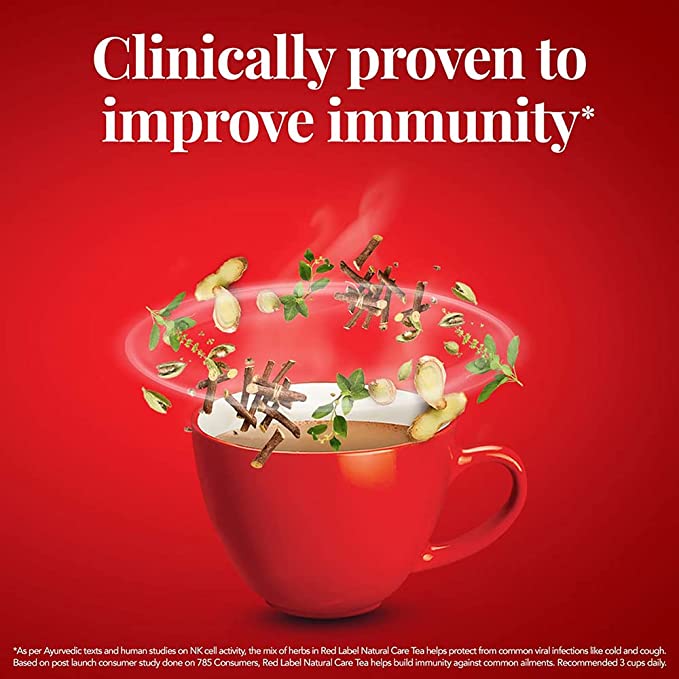 Clinically proven to
improve immunity*
*As per Ayurvedic texts and human studies on NK cell activity, the mix of herbs in Red Label Natural Care Tea helps protect from common viral infections like cold and cough.
Based on post launch consumer study done on 785 Consumers, Red Label Natural Care Tea helps build immunity against common ailments. Recommended 3 cups daily.